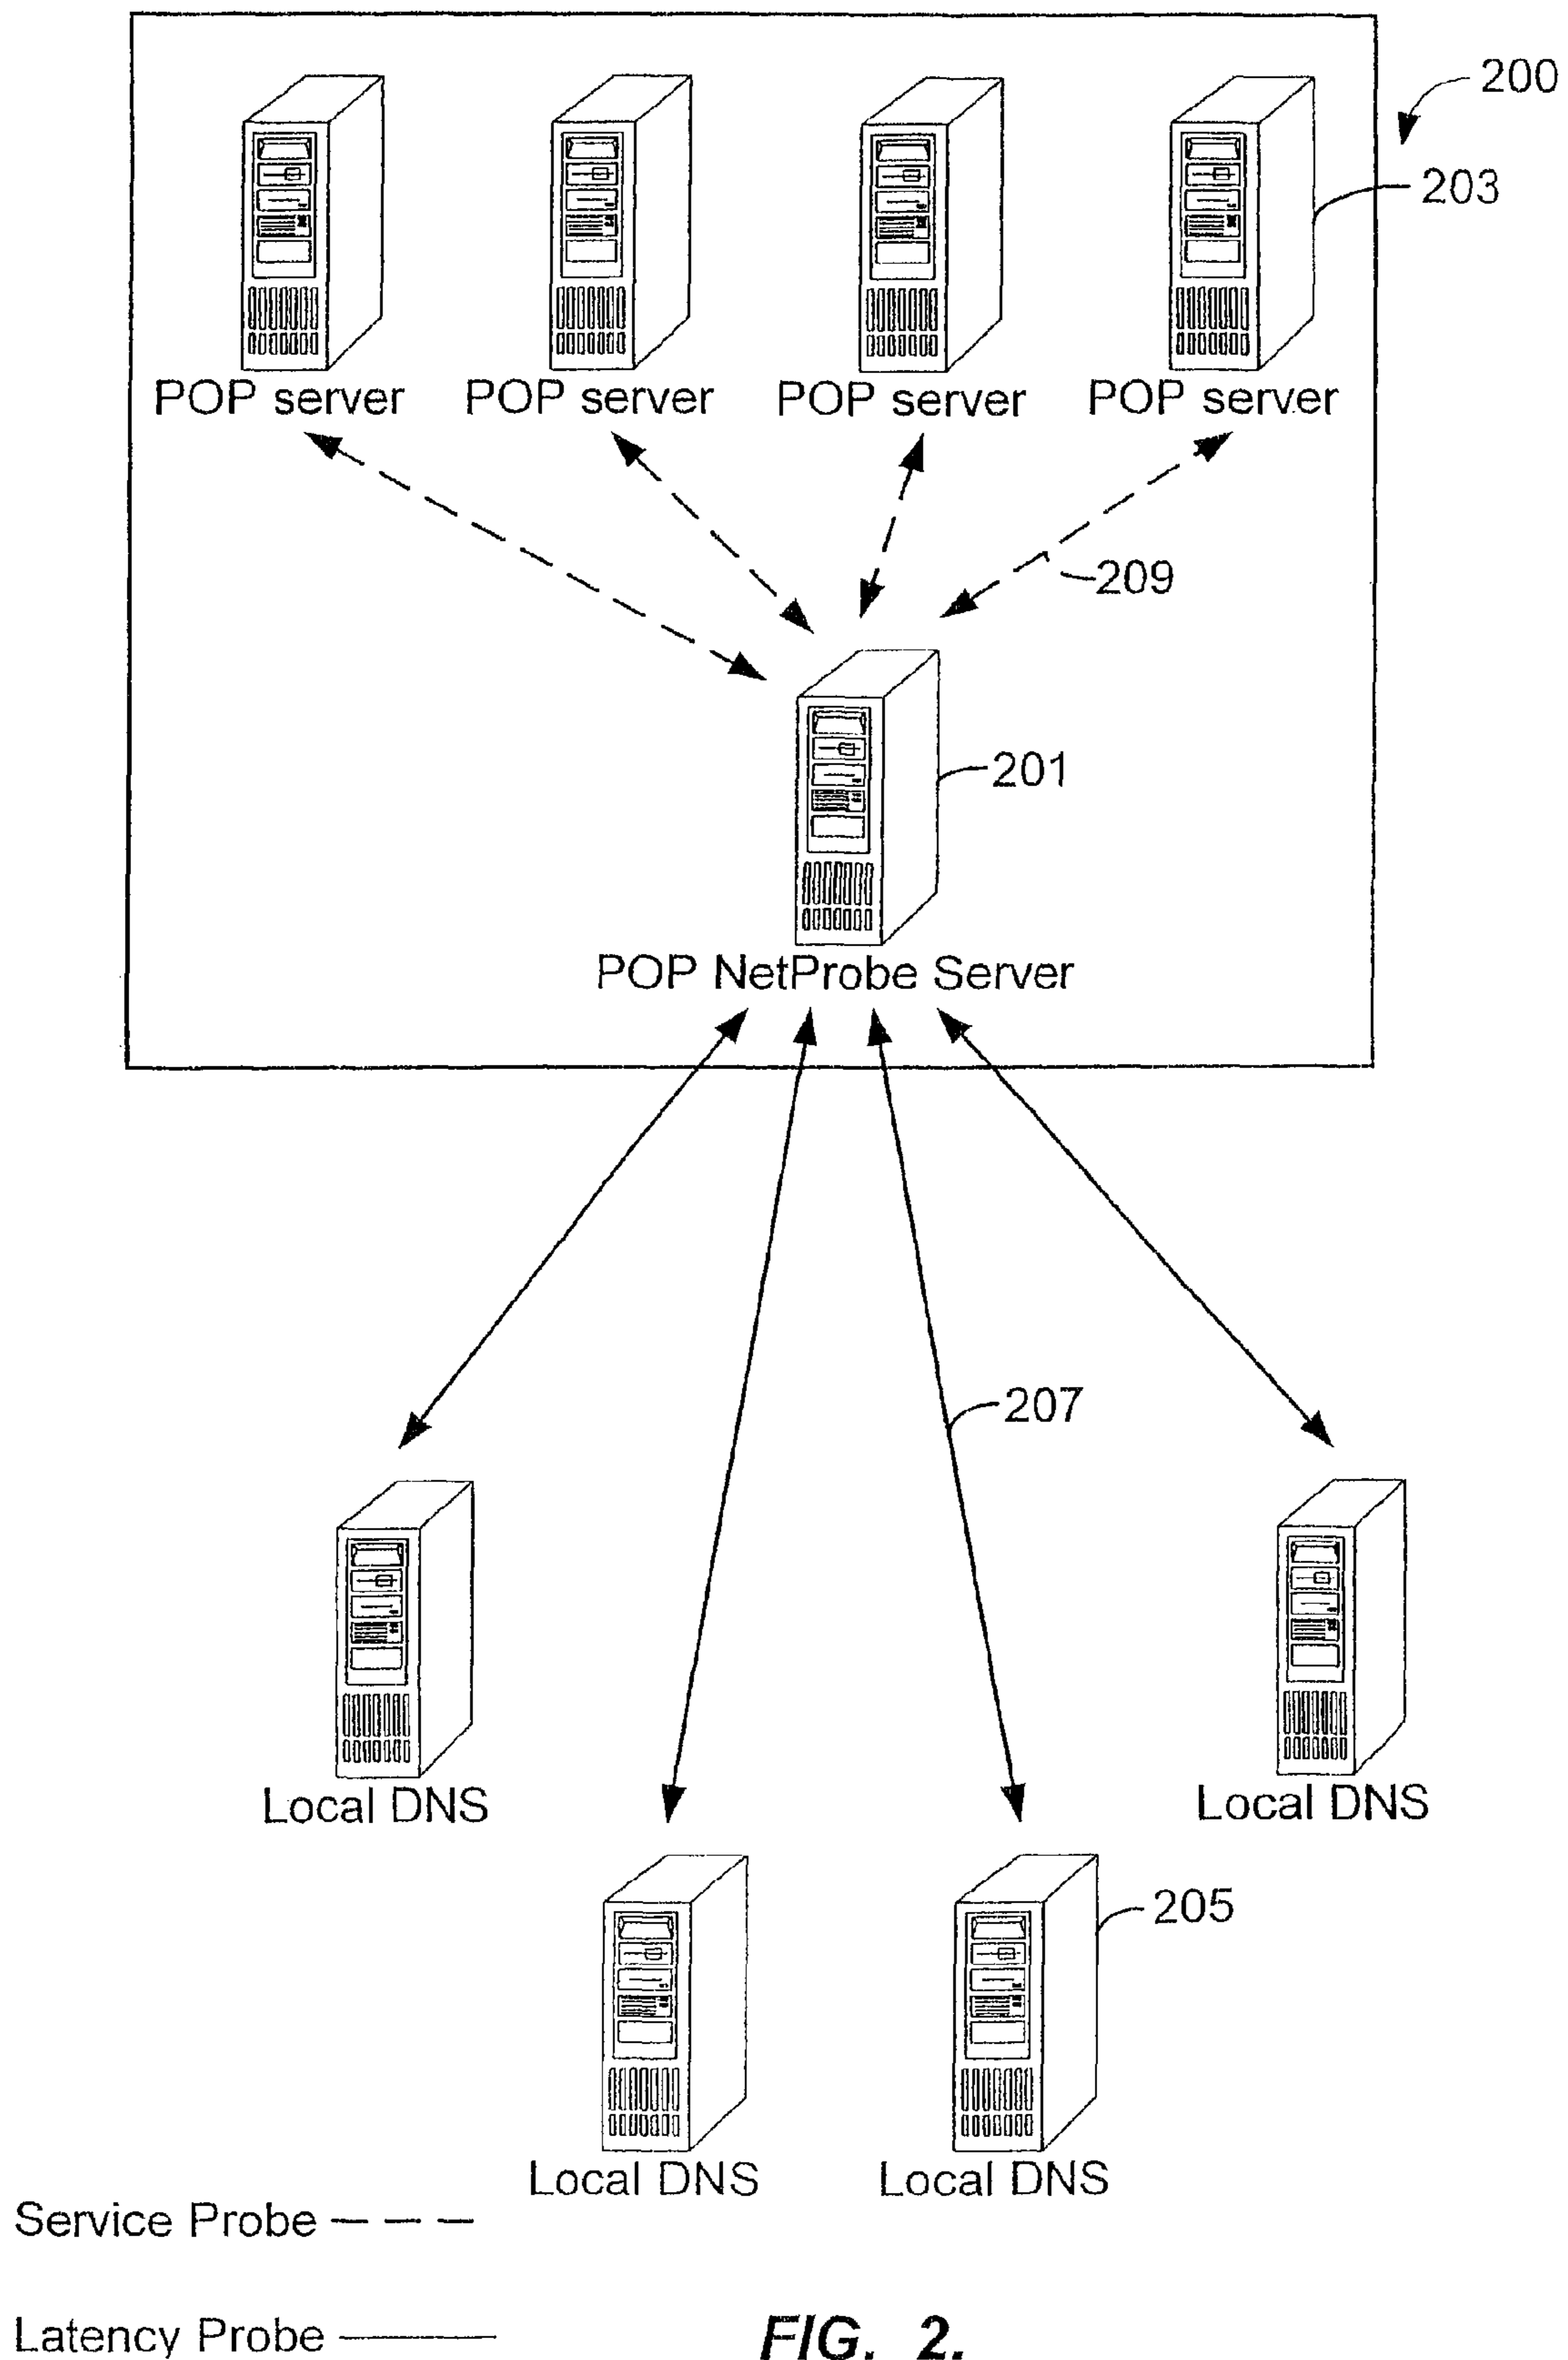 200
203
POP server POP server POP server POP server
209
201
POP NetProbe Server
207
Local DNS Local DNS
205
Local DNS Local DNS
Service Probe
Latency Probe
FIG. 2.